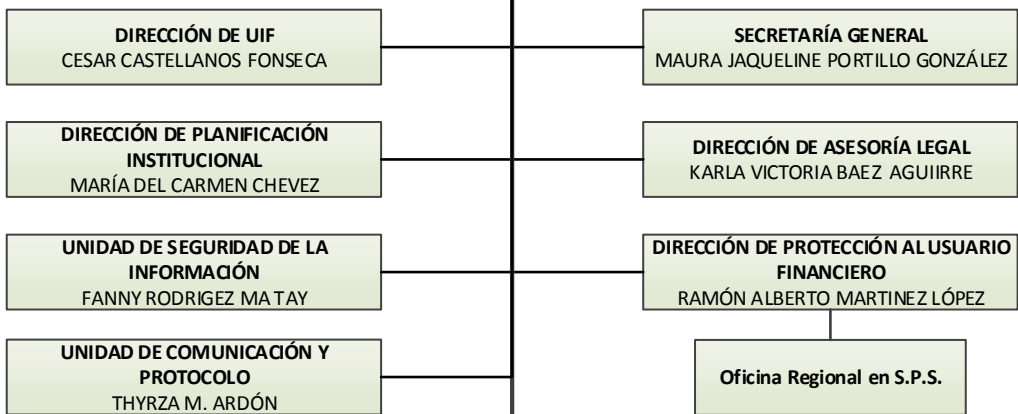 DIRECCIÓN DE UIF
CESAR CASTELLANOS FONSECA
SECRETARÍA GENERAL
MAURA JAQUELINE PORTILLO GONZÁLEZ
DIRECCIÓN DE PLANIFICACIÓN
INSTITUCIONAL
MARÍA DEL CARMEN CHEVEZ
DIRECCIÓN DE ASESORÍA LEGAL
KARLA VICTORIA BAEZ AGUIIRRE
UNIDAD DE SEGURIDAD DE LA
INFORMACIÓN
FANNY RODRIGEZ MATAY
DIRECCIÓN DE PROTECCIÓN AL USUARIO
FINANCIERO
RAMÓN ALBERTO MARTINEZ LÓPEZ
UNIDAD DE COMUNICACIÓN Y
PROTOCOLO
THYRZA M. ARDÓN
Oficina Regional en S.P.S.